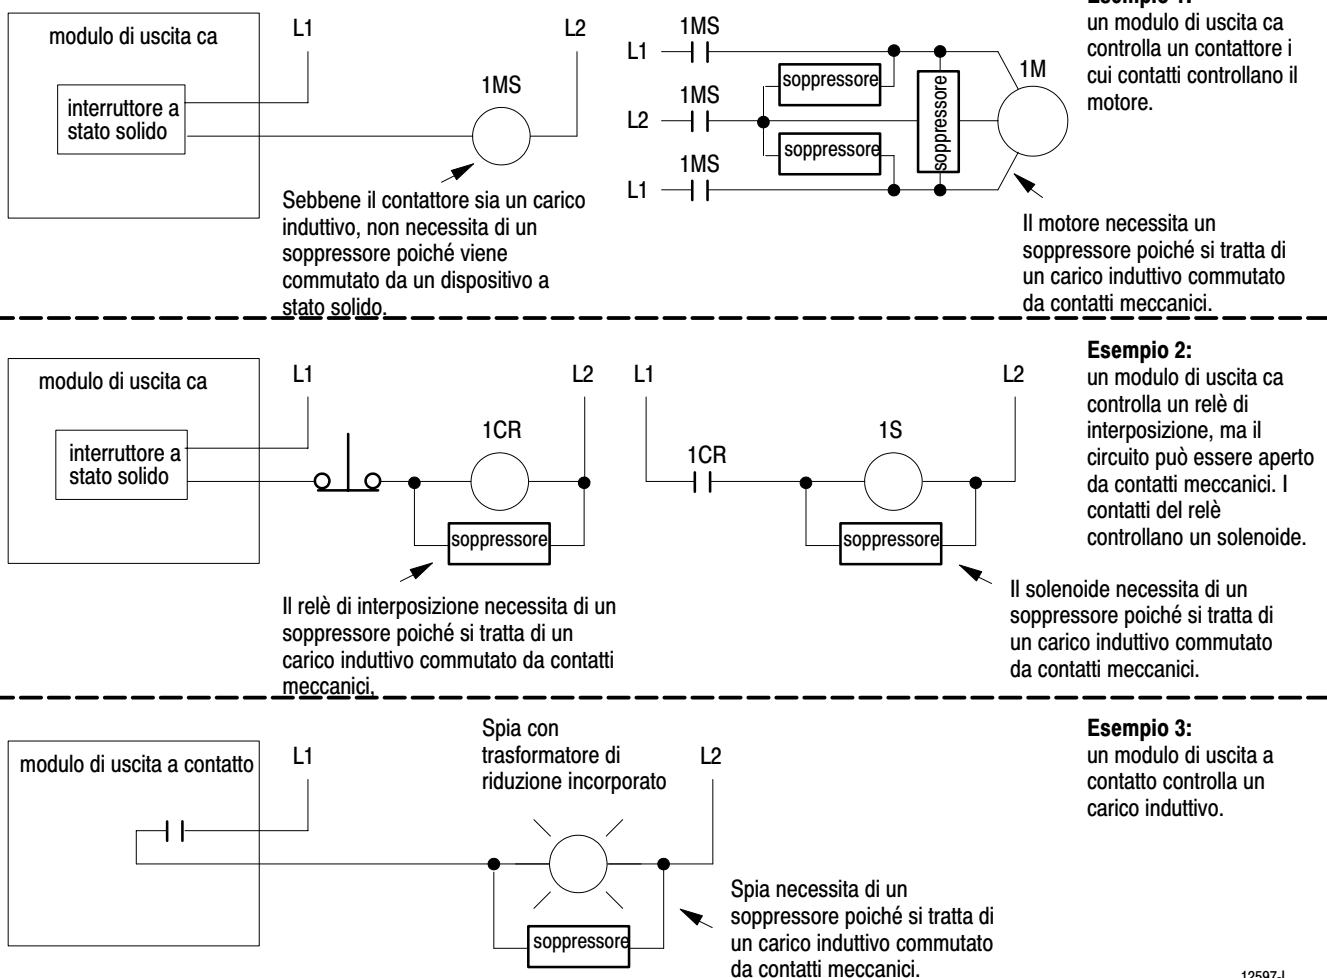 Esempio 1:
un modulo di uscita ca
controlla un contattore i
cui contatti controllano il
motore.
modulo di uscita ca
L1
L2
interruttore a
stato solido
1MS
Sebbene il contattore sia un carico
induttivo, non necessita di un
soppressore poiché viene
commutato da un dispositivo a
stato solido.
1MS
L1
soppressore
1M
1MS
L2
soppressore
soppressore
1MS
L1
Il motore necessita un
soppressore poiché si tratta di
un carico induttivo commutato
da contatti meccanici.
Esempio 2:
un modulo di uscita ca
controlla un relè di
interposizione, ma il
circuito può essere aperto
da contatti meccanici. I
contatti del relè
controllano un solenoide.
modulo di uscita ca
L1
L2
interruttore a
stato solido
1CR
soppressore
Il relè di interposizione necessita di un
soppressore poiché si tratta di un
carico induttivo commutato da contatti
meccanici,
L1
L2
1CR
1S
soppressore
Il solenoide necessita di un
soppressore poiché si tratta di
un carico induttivo commutato
da contatti meccanici.
Esempio 3:
un modulo di uscita a
contatto controlla un
carico induttivo.
modulo di uscita a contatto
L1
Spia con
trasformatore di
riduzione incorporato
L2
soppressore
Spia necessita di un
soppressore poiché si tratta di
un carico induttivo commutato
da contatti meccanici.
12597-I